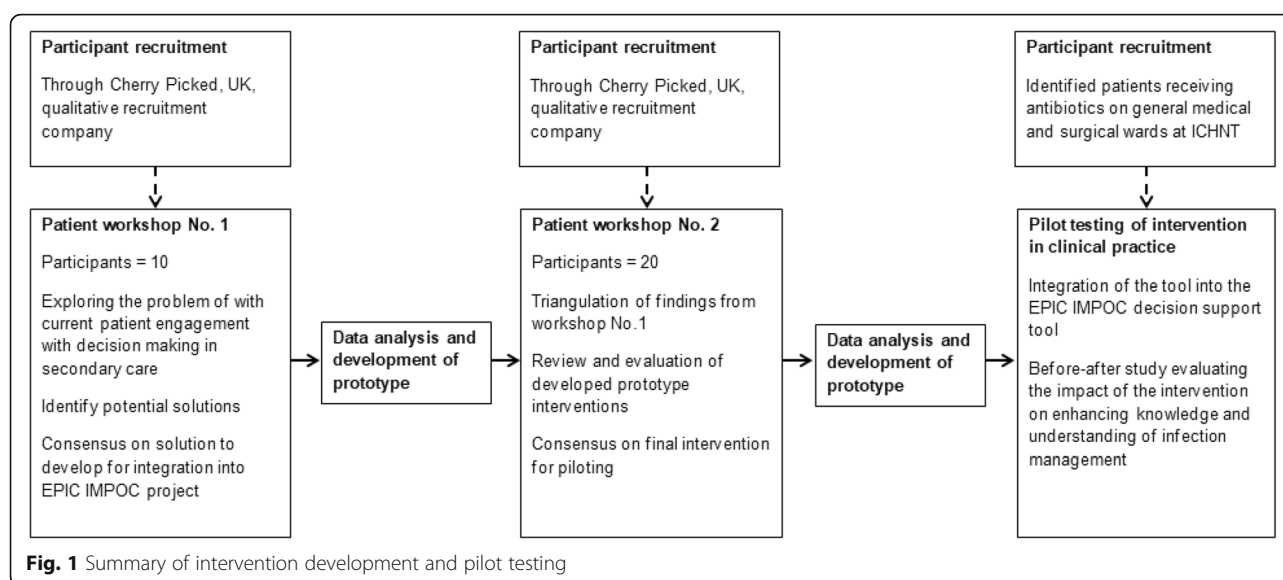 Participant recruitment
Through Cherry Picked, UK,
qualitative recruitment
company
Participant recruitment
Through Cherry Picked, UK,
qualitative recruitment
company
Participant recruitment
Identified patients receiving
antibiotics on general medical
and surgical wards at ICHNT
Patient workshop No. 1
Participants = 10
Exploring the problem of with
current patient engagement
with decision making in
secondary care
Identify potential solutions
Consensus on solution to
develop for integration into
EPIC IMPOC project
Data analysis and
development of
prototype
Patient workshop No. 2
Participants = 20
Triangulation of findings from
workshop No.1
Review and evaluation of
developed prototype
interventions
Consensus on final intervention
for piloting
Data analysis and
development of
prototype
Pilot testing of intervention
in clinical practice
Integration of the tool into the
EPIC IMPOC decision support
tool
Before-after study evaluating
the impact of the intervention
on enhancing knowledge and
understanding of infection
management
Fig. 1 Summary of intervention development and pilot testing